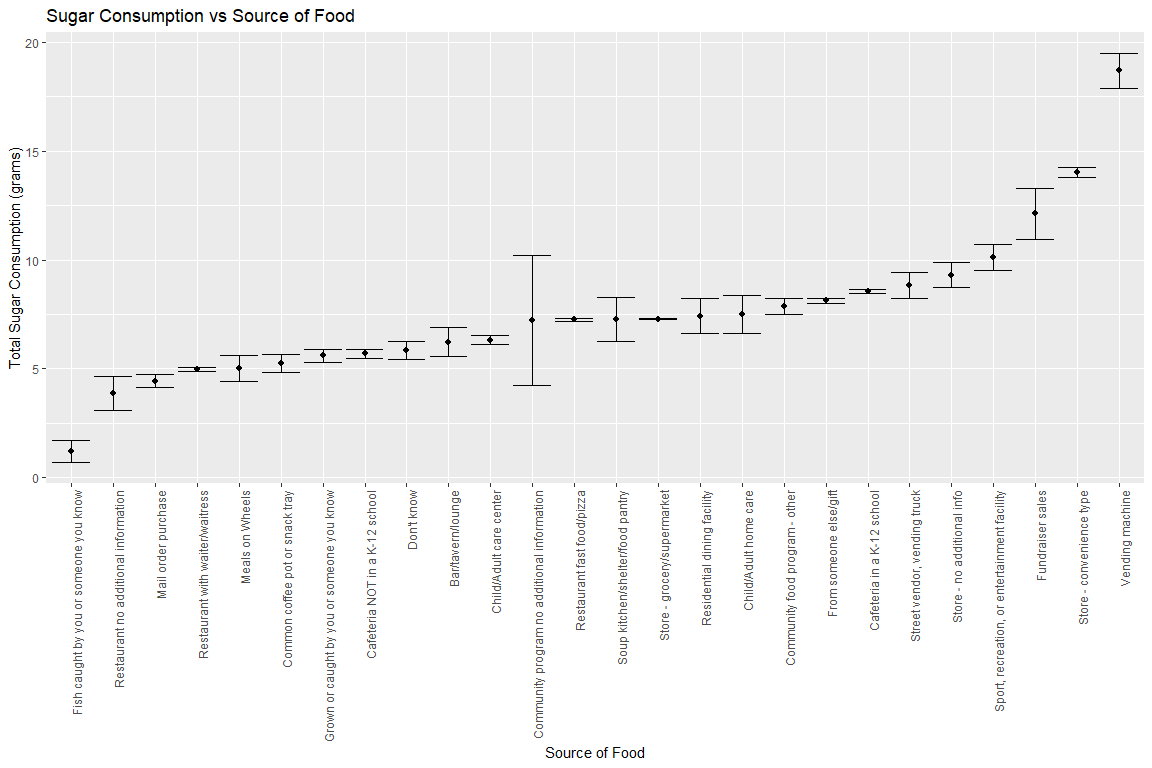 Sugar Consumption vs Source of Food
Total Sugar Consumption (grams)
20
15
10
5
0
Fish caught by you or someone you know
Restaurant no additional information
Mail order purchase
Restaurant with waiter/waitress
Meals on Wheels
Common coffee pot or snack tray
Grown or caught by you or someone you know
Cafeteria NOT in a K-12 school
Don't know
Bar/tavern/lounge
Child/Adult care center
Community program no additional information
Restaurant fast food/pizza
Soup kitchen/shelter/food pantry
Store - grocery/supermarket
Residential dining facility
Child/Adult home care
Community food program - other
From someone else/gift
Cafeteria in a K-12 school
Street vendor, vending truck
Store - no additional info
Sport, recreation, or entertainment facility
Fundraiser sales
Store - convenience type
Vending machine
Source of Food